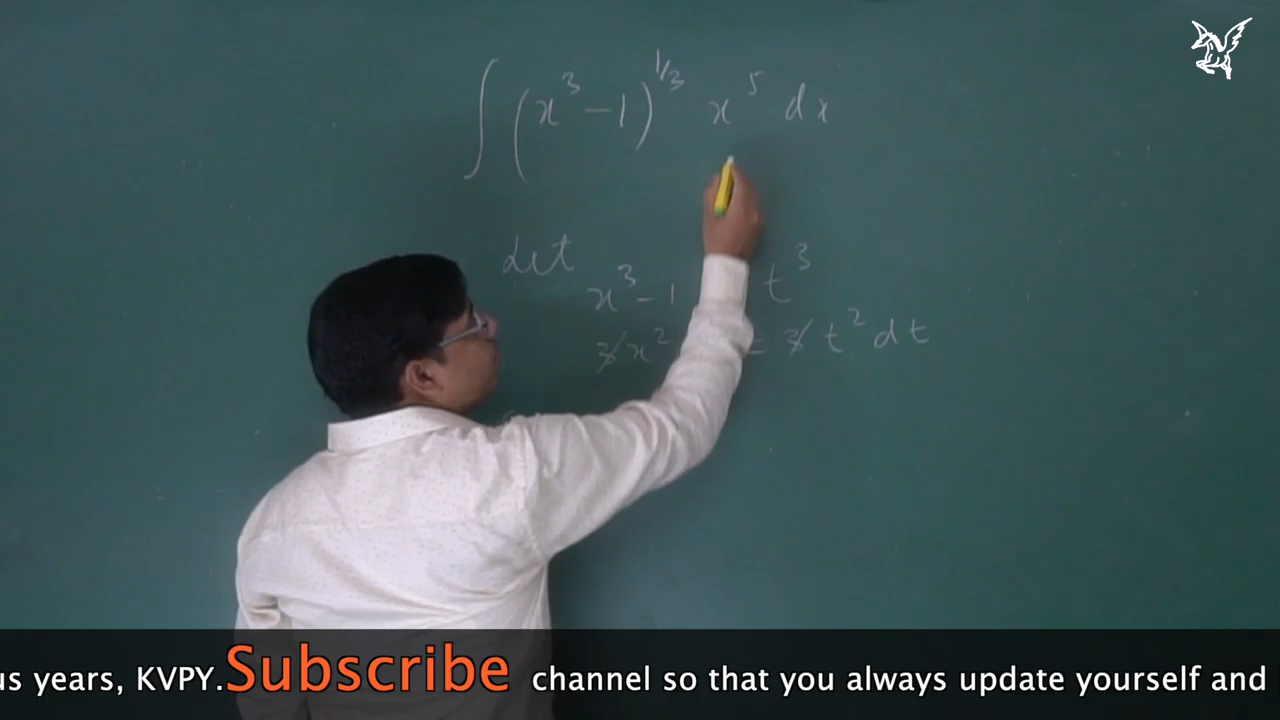 ∫ (x³ − 1)^{1/3} x⁵ dx
Let
x³ − 1 t³
3x² = 3t² dt
us years, KVPY.Subscribe channel so that you always update yourself and